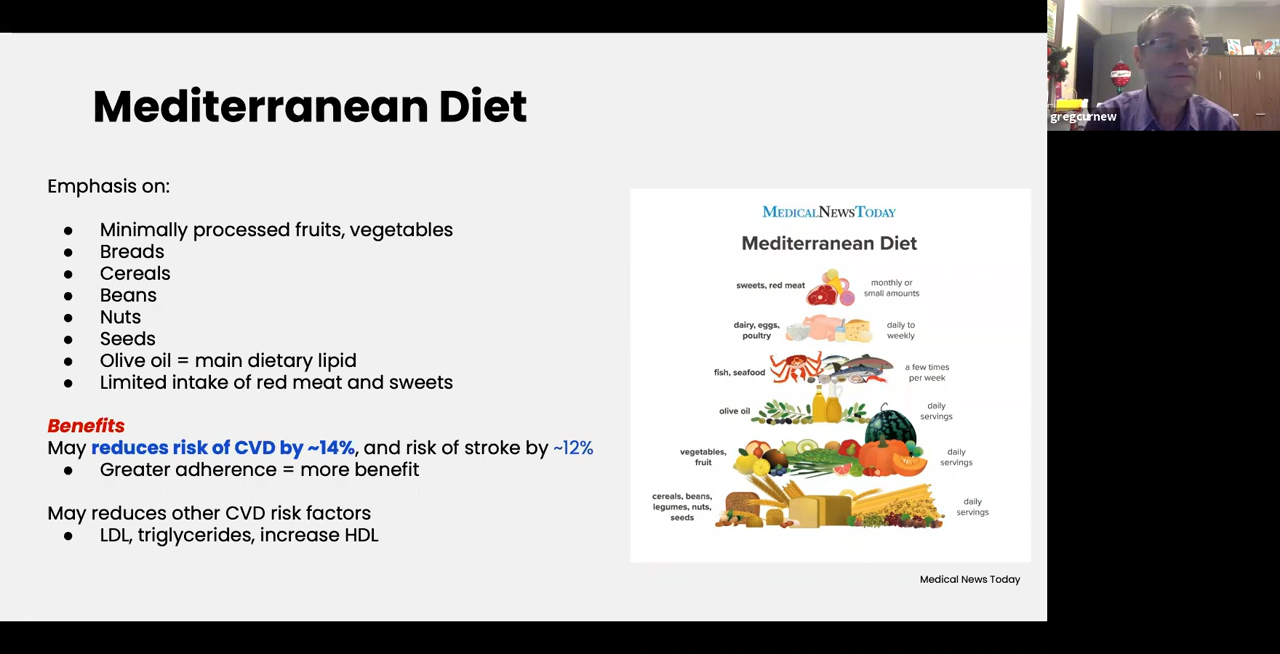 Mediterranean Diet
Emphasis on:
● Minimally processed fruits, vegetables
● Breads
● Cereals
● Beans
● Nuts
● Seeds
● Olive oil = main dietary lipid
● Limited intake of red meat and sweets
Benefits
May reduces risk of CVD by ~14%, and risk of stroke by ~12%
● Greater adherence = more benefit
May reduces other CVD risk factors
● LDL, triglycerides, increase HDL
MEDICALNEWSTODAY
Mediterranean Diet
sweets, red meat
monthly or
small amounts
dairy, eggs,
poultry
daily to
weekly
fish, seafood
a few times
per week
olive oil
daily
servings
vegetables,
fruit
daily
servings
cereals, beans,
legumes, nuts,
seeds
daily
servings
Medical News Today
gregcurnew